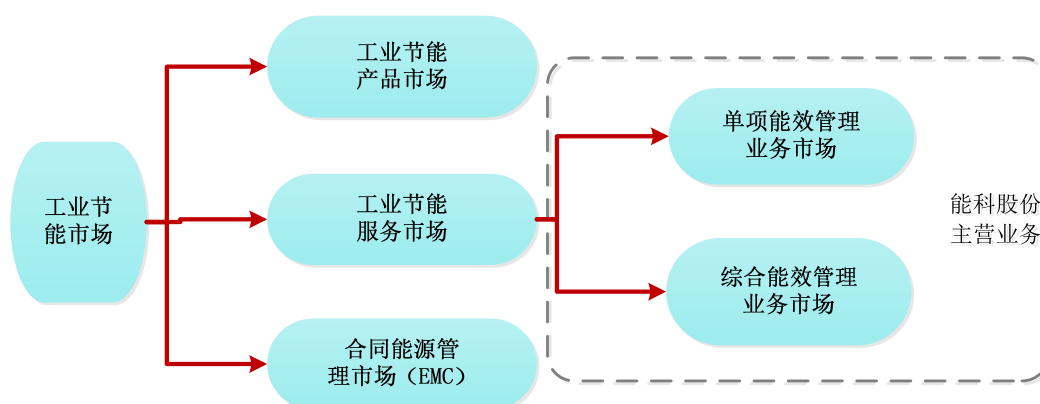 工业节
能市场
工业节能
产品市场
工业节能
服务市场
合同能源管
理市场（EMC）
单项能效管理
业务市场
综合能效管理
业务市场
能科股份
主营业务